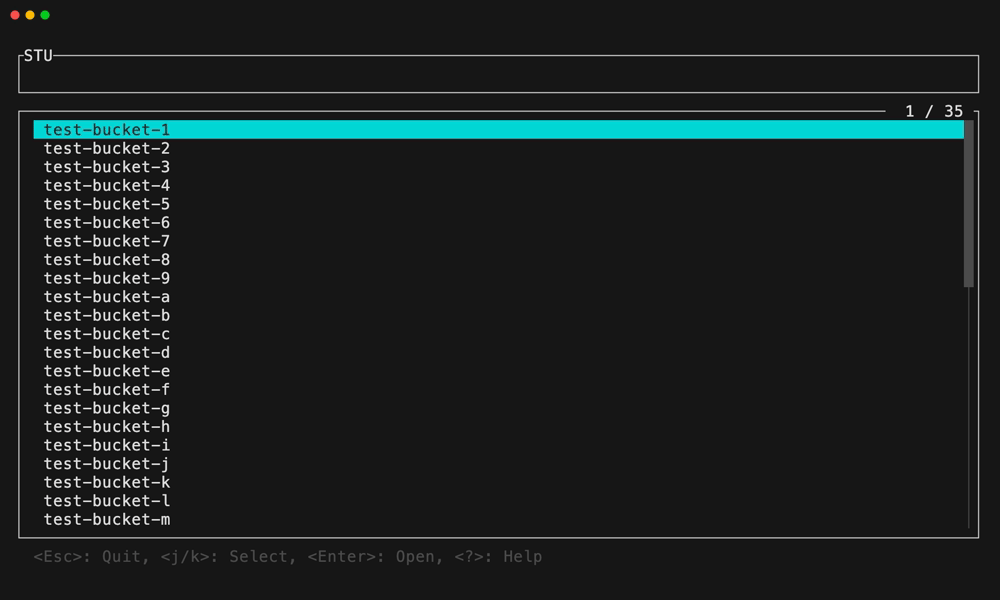 STU
1 / 35
test-bucket-1
test-bucket-2
test-bucket-3
test-bucket-4
test-bucket-5
test-bucket-6
test-bucket-7
test-bucket-8
test-bucket-9
test-bucket-a
test-bucket-b
test-bucket-c
test-bucket-d
test-bucket-e
test-bucket-f
test-bucket-g
test-bucket-h
test-bucket-i
test-bucket-j
test-bucket-k
test-bucket-l
test-bucket-m
<Esc>: Quit, <j/k>: Select, <Enter>: Open, <?>: Help